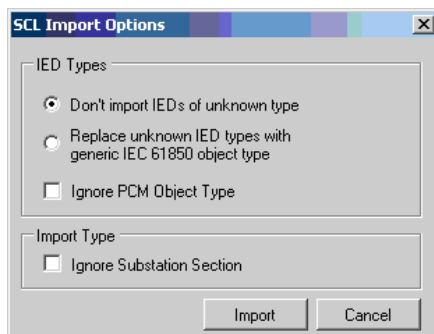 SCL Import Options
IED Types
Don't import IEDs of unknown type
Replace unknown IED types with
generic IEC 61850 object type
Ignore PCM Object Type
Import Type
Ignore Substation Section
Import
Cancel